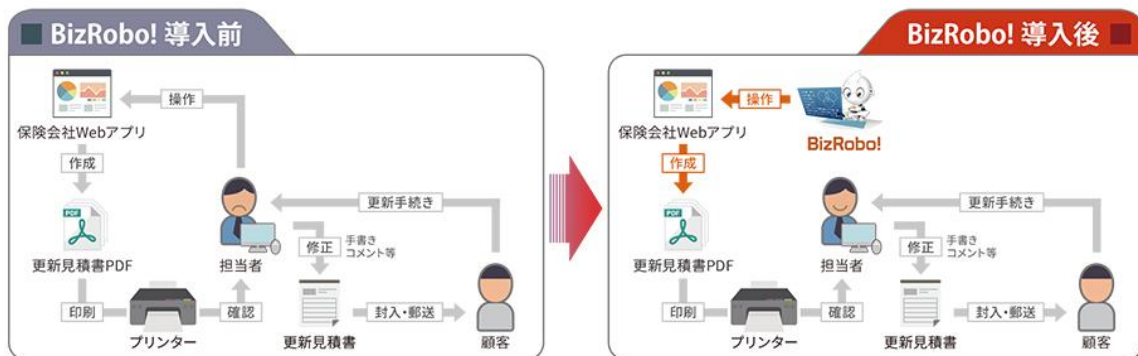 BizRobo! 導入前
操作
保険会社Webアプリ
作成
PDF
更新手続き
修正
手書き
コメント等
更新見積書PDF
担当者
印刷
確認
封入・郵送
プリンター
更新見積書
顧客
BizRobo! 導入後
操作
保険会社Webアプリ
BizRobo!
作成
PDF
更新手続き
修正
手書き
コメント等
更新見積書PDF
担当者
印刷
確認
封入・郵送
プリンター
更新見積書
顧客